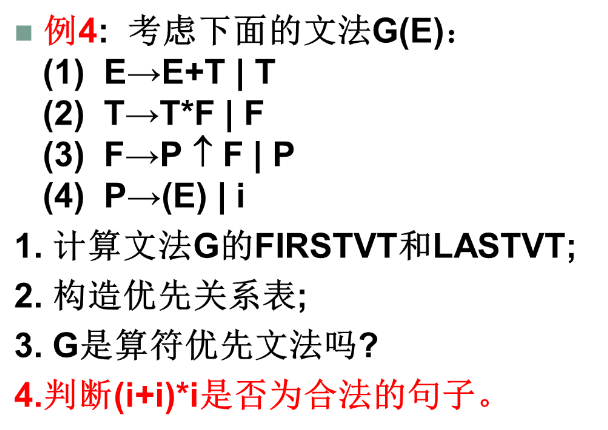 例4: 考虑下面的文法G(E)：
(1) E→E+T | T
(2) T→T*F | F
(3) F→P↑F | P
(4) P→(E) | i
1. 计算文法G的FIRSTVT和LASTVT;
2. 构造优先关系表;
3. G是算符优先文法吗?
4.判断(i+i)*i是否为合法的句子。